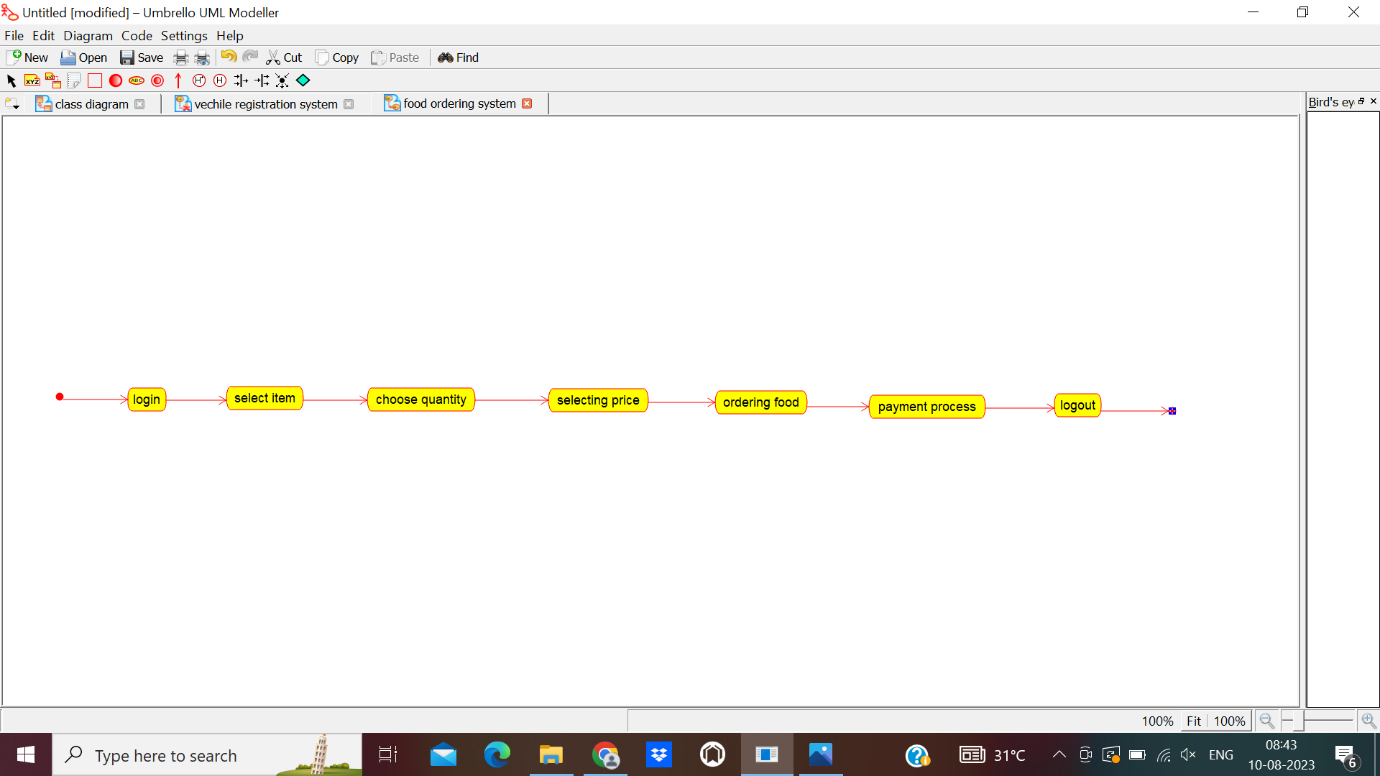 Untitled [modified] – Umbrello UML Modeller
File Edit Diagram Code Settings Help
New Open Save Cut Copy Paste Find
class diagram vechile registration system food ordering system Bird's ey
login select item choose quantity selecting price ordering food payment process logout
100% Fit 100%
Type here to search 31°C ENG 08:43
10-08-2023 6